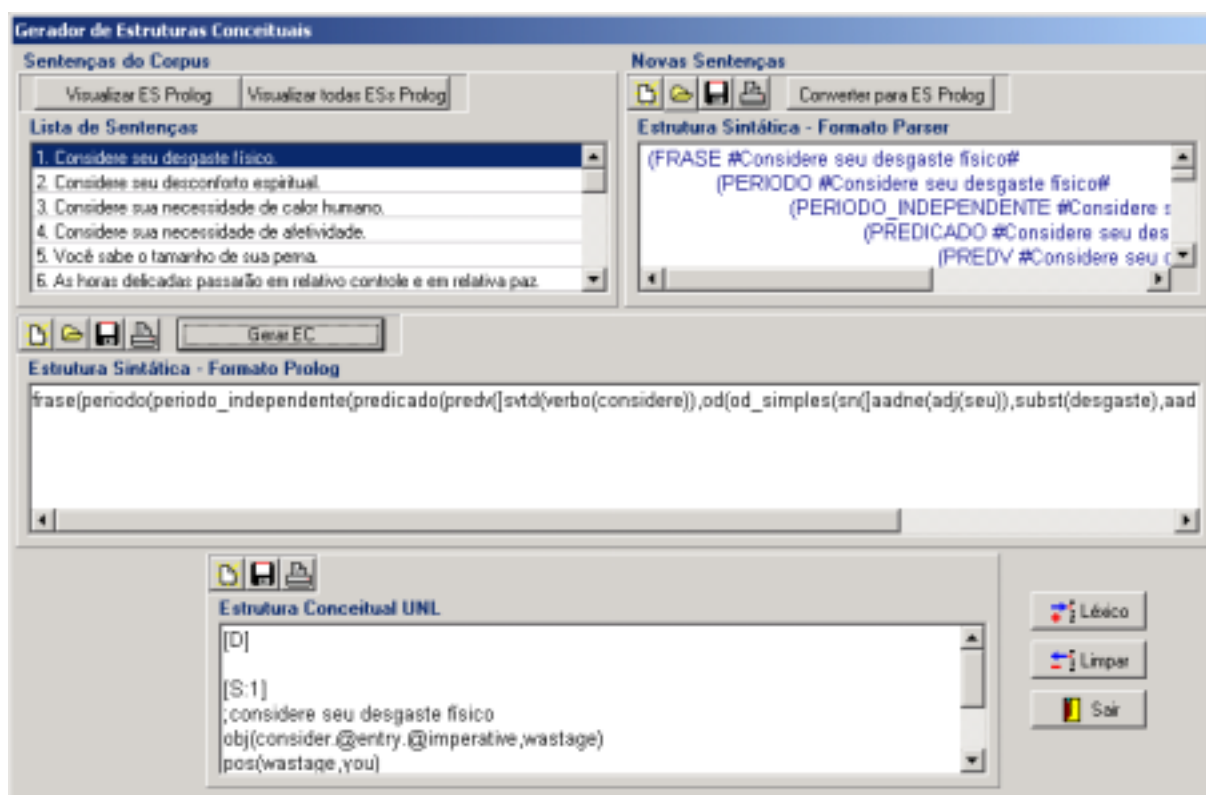 Gerador de Estruturas Conceituais
Sentenças do Corpus
Visualizar ES Prolog
Visualizar todas ESs Prolog
Lista de Sentenças
1. Considere seu desgaste físico.
2. Considere seu desconforto espiritual.
3. Considere sua necessidade de calor humano.
4. Considere sua necessidade de afetividade.
5. Você sabe o tamanho de sua perna.
6. As horas delicadas passarão em relativo controle e em relativa paz.
Novas Sentenças
Converter para ES Prolog
Estrutura Sintática - Formato Parser
(FRASE #Considere seu desgaste físico#
(PERIODO #Considere seu desgaste físico#
(PERIODO_INDEPENDENTE #Considere s
(PREDICADO #Considere seu des
(PREDV #Considere seu d
Gerar EC
Estrutura Sintática - Formato Prolog
frase(periodo(periodo_independente(predicado(predv([svtd(verbo(considere)),od(od_simples(sn([aadne(adj(seu)),subst(desgaste),aad
Estrutura Conceitual UNL
[D]
[S:1]
;considere seu desgaste físico
obj(consider.@entry.@imperative,wastage)
pos(wastage,you)
Léxico
Limpar
Sair